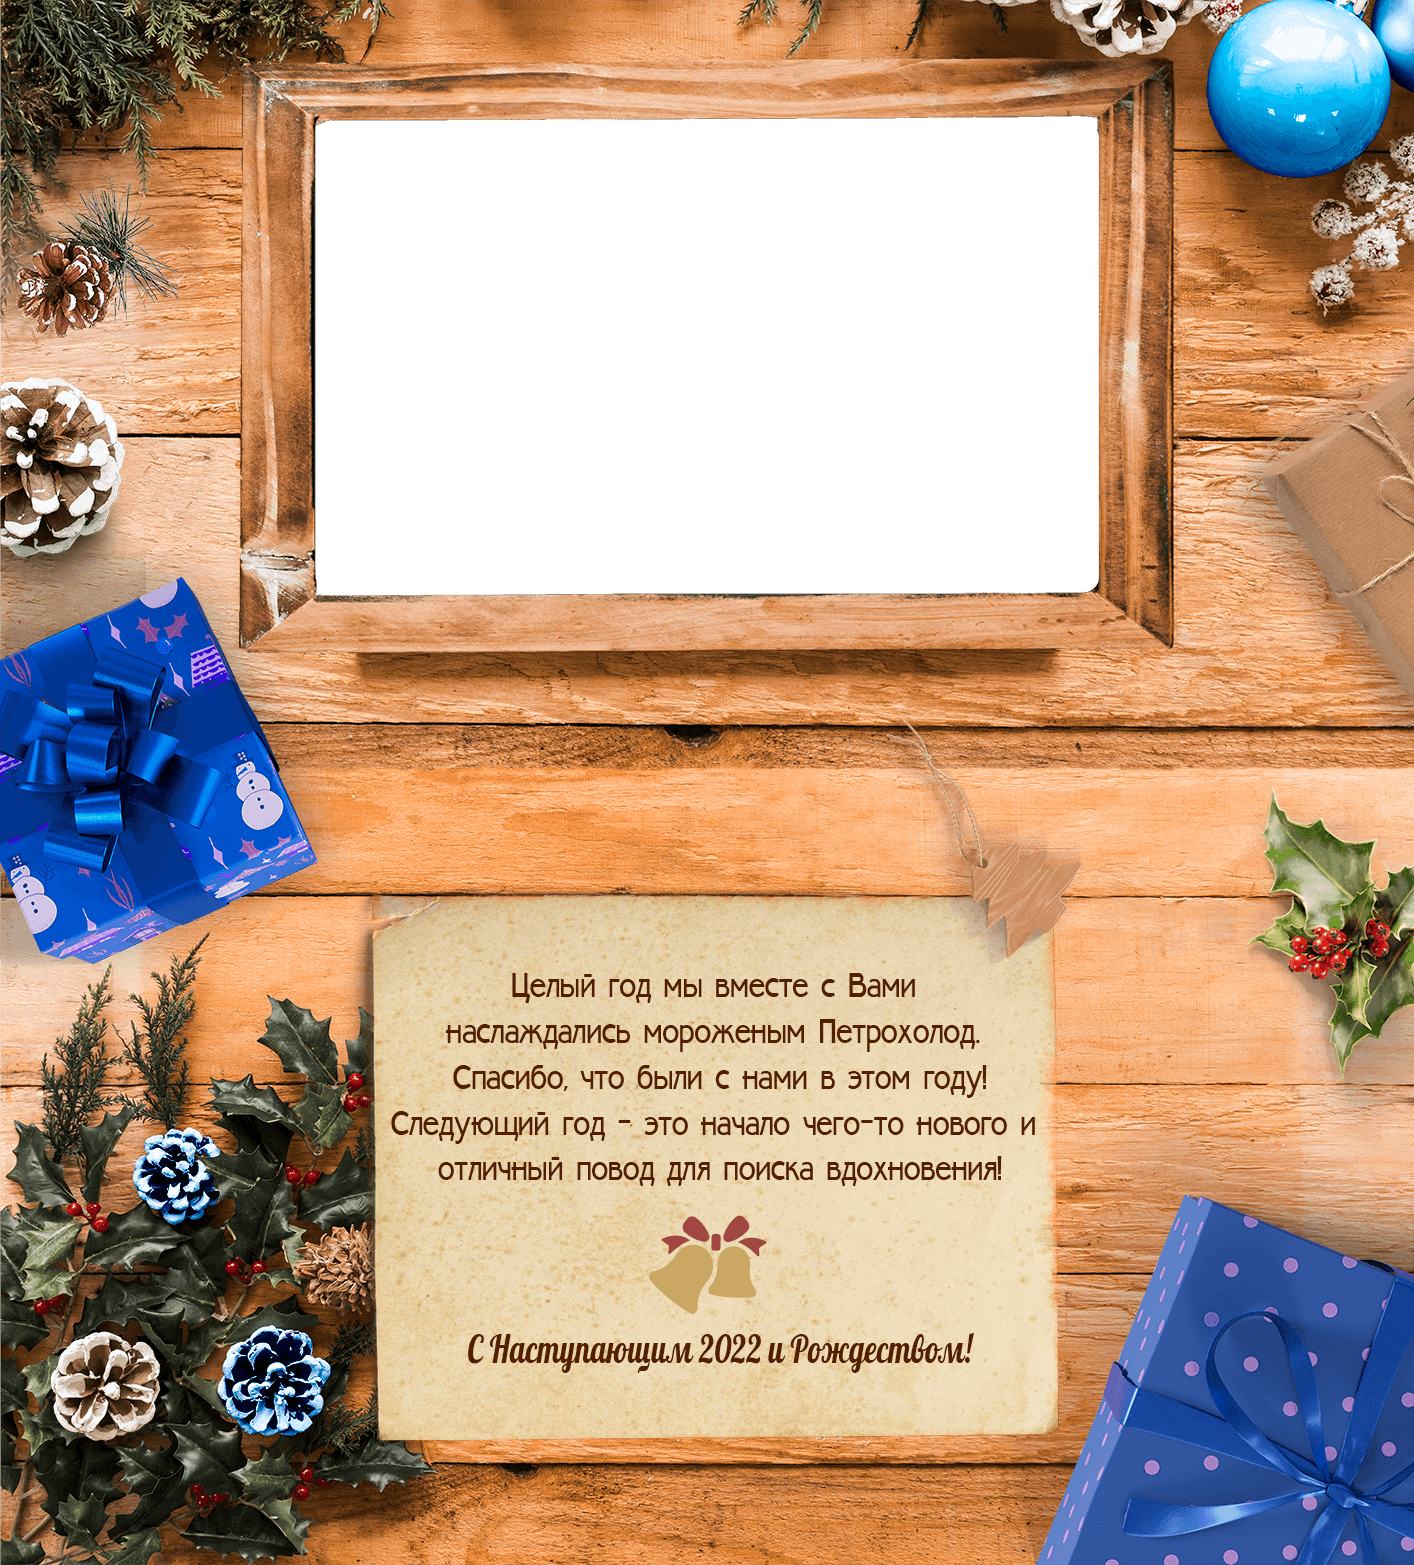 Целый год мы вместе с Вами
наслаждались мороженым Петрохолод.
Спасибо, что были с нами в этом году!
Следующий год - это начало чего-то нового и
отличный повод для поиска вдохновения!
С Наступающим 2022 и Рождеством!